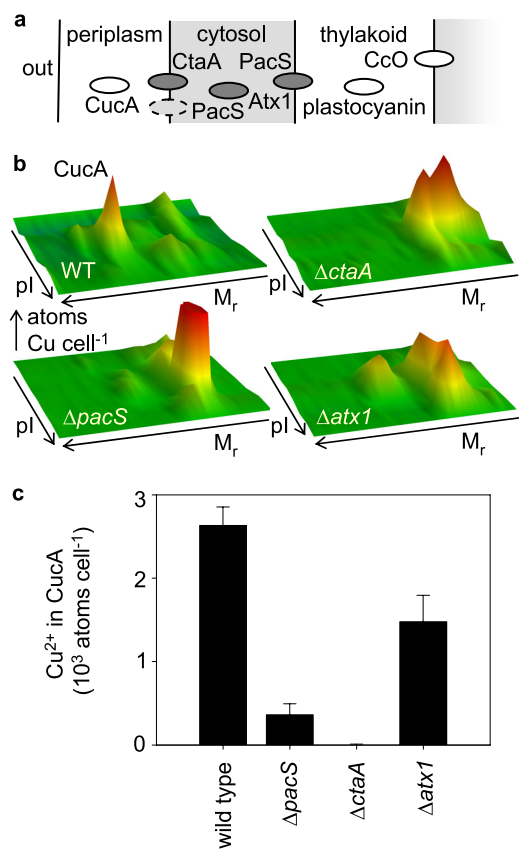 a
periplasm cytosol thylakoid
CtaA PacS CcO
out
CucA PacS Atx1 plastocyanin
b
CucA
WT ΔctaA
pI Mr pI Mr
atoms
Cu cell-1
ΔpacS Δatx1
pI Mr pI Mr
c
3
2
1
0
Cu2+ in CucA
(103 atoms cell-1)
wild type
ΔpacS
ΔctaA
Δatx1